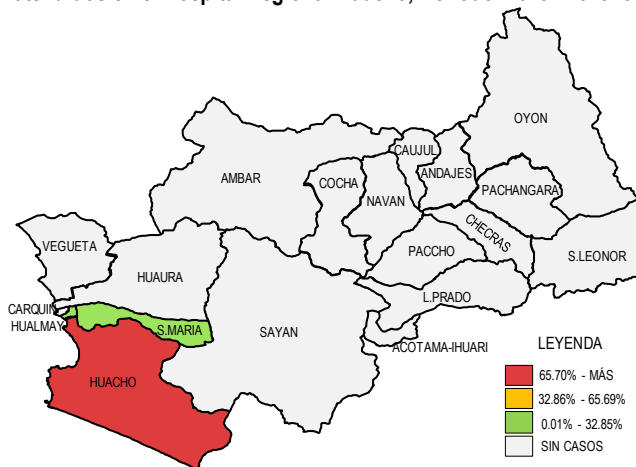 OYON
CAUJUL
AMBAR
COCHA
ANDAJES
NAVAN
PACHANGARA
CHECRAS
VEGUETA
PACCHO
S.LEONOR
HUAURA
L.PRADO
CARQUIN
HUALMAY
S.MARIA
SAYAN
ACOTAMA-IHUARI
HUACHO
LEYENDA
65.70% - MÁS
32.86% - 65.69%
0.01% - 32.85%
SIN CASOS